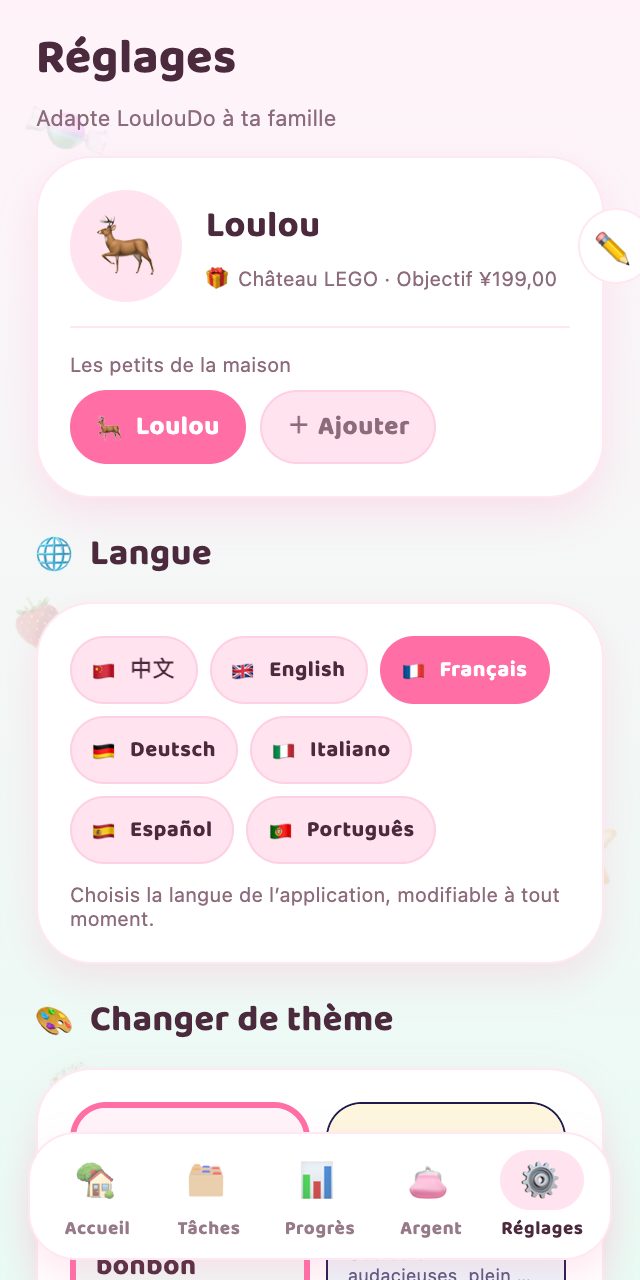 Réglages
Adapte LoulouDo à ta famille
Loulou
Château LEGO · Objectif ¥199,00
Les petits de la maison
Loulou
+ Ajouter
Langue
中文
English
Français
Deutsch
Italiano
Español
Português
Choisis la langue de l’application, modifiable à tout
moment.
Changer de thème
Accueil
Tâches
Progrès
Argent
Réglages
bonbon
audacieuses, plein ...